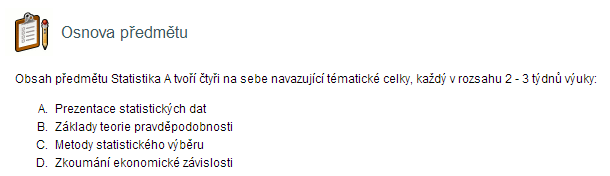 Osnova předmětu
Obsah předmětu Statistika A tvoří čtyři na sebe navazující tématické celky, každý v rozsahu 2 - 3 týdnů výuky:
A. Prezentace statistických dat
B. Základy teorie pravděpodobnosti
C. Metody statistického výběru
D. Zkoumání ekonomické závislosti